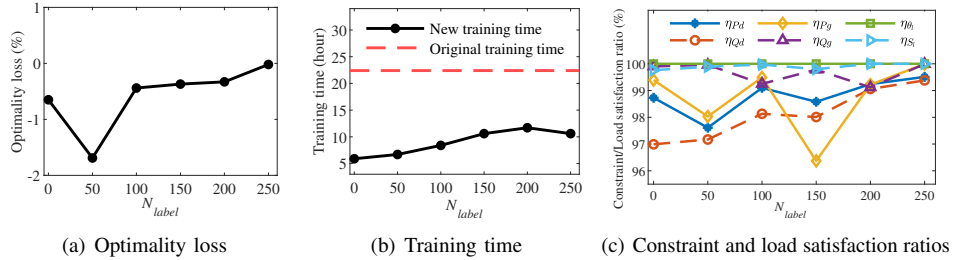 Optimality loss (%)
1
0
-1
-2
0 50 100 150 200 250
N_label
(a) Optimality loss
Training time (hour)
30
25
20
15
10
5
New training time
Original training time
0 50 100 150 200 250
N_label
(b) Training time
Constraint/Load satisfaction ratio (%)
η_Pd η_Pg η_θi
η_Qd η_Qg η_Si
100
99
98
97
96
0 50 100 150 200 250
N_label
(c) Constraint and load satisfaction ratios